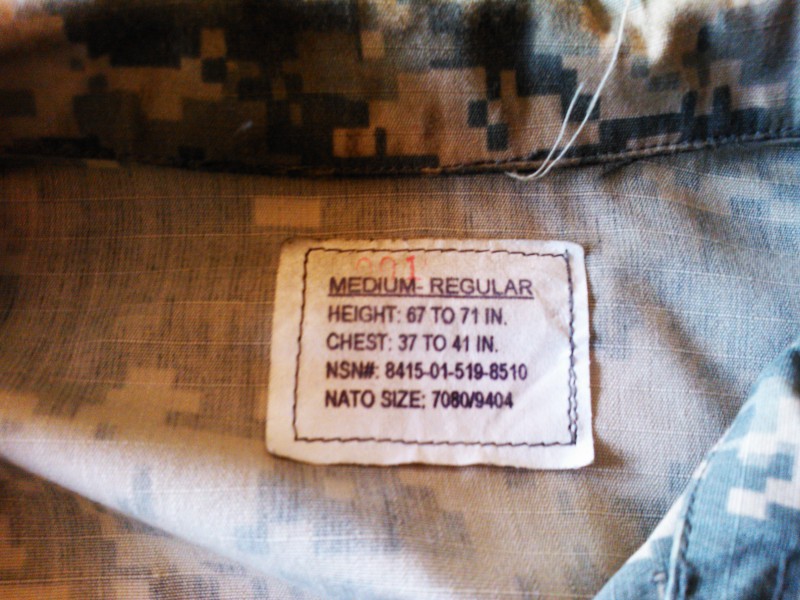 MEDIUM- REGULAR
HEIGHT: 67 TO 71 IN.
CHEST: 37 TO 41 IN.
NSN#: 8415-01-519-8510
NATO SIZE: 7080/9404